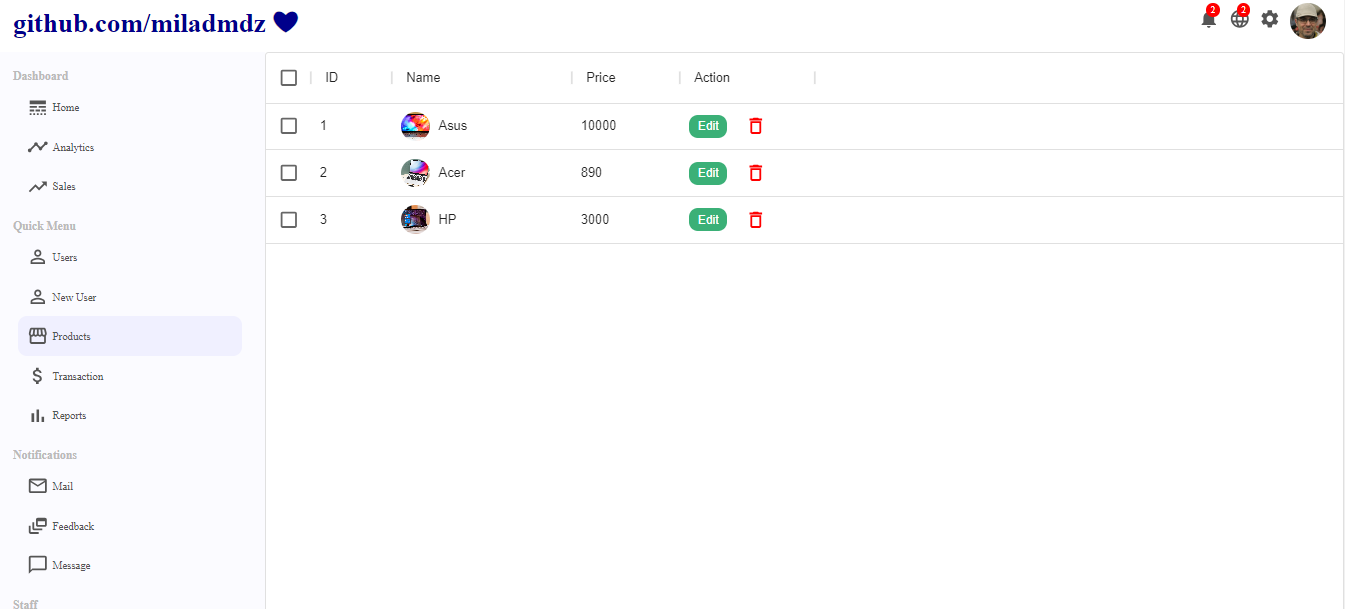 github.com/miladmdz
2 2
Dashboard
Home
Analytics
Sales
Quick Menu
Users
New User
Products
Transaction
Reports
Notifications
Mail
Feedback
Message
Staff
ID Name Price Action
1 Asus 10000 Edit
2 Acer 890 Edit
3 HP 3000 Edit